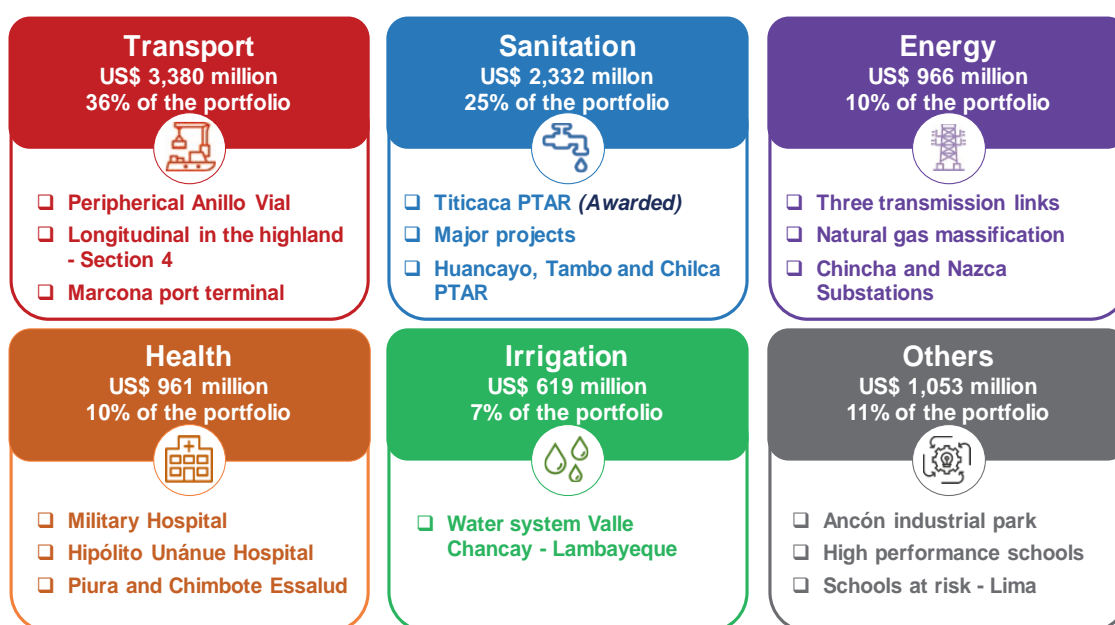 Transport
US$ 3,380 million
36% of the portfolio
❑ Peripherical Anillo Vial
❑ Longitudinal in the highland
- Section 4
❑ Marcona port terminal
Sanitation
US$ 2,332 millon
25% of the portfolio
❑ Titicaca PTAR (Awarded)
❑ Major projects
❑ Huancayo, Tambo and Chilca
PTAR
Energy
US$ 966 million
10% of the portfolio
❑ Three transmission links
❑ Natural gas massification
❑ Chincha and Nazca
Substations
Health
US$ 961 million
10% of the portfolio
❑ Military Hospital
❑ Hipólito Unánue Hospital
❑ Piura and Chimbote Essalud
Irrigation
US$ 619 million
7% of the portfolio
❑ Water system Valle
Chancay - Lambayeque
Others
US$ 1,053 million
11% of the portfolio
❑ Ancón industrial park
❑ High performance schools
❑ Schools at risk - Lima